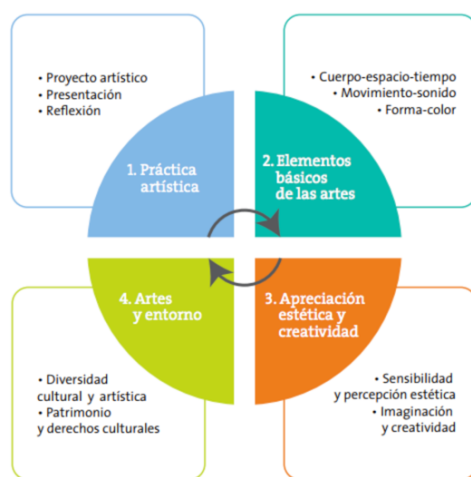 • Proyecto artístico
• Presentación
• Reflexión
1. Práctica
artística
• Cuerpo-espacio-tiempo
• Movimiento-sonido
• Forma-color
2. Elementos
básicos
de las artes
4. Artes
y entorno
• Diversidad
cultural y artística
• Patrimonio
y derechos culturales
3. Apreciación
estética y
creatividad
• Sensibilidad
y percepción estética
• Imaginación
y creatividad